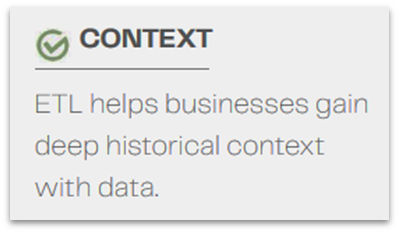 CONTEXT
ETL helps businesses gain
deep historical context
with data.